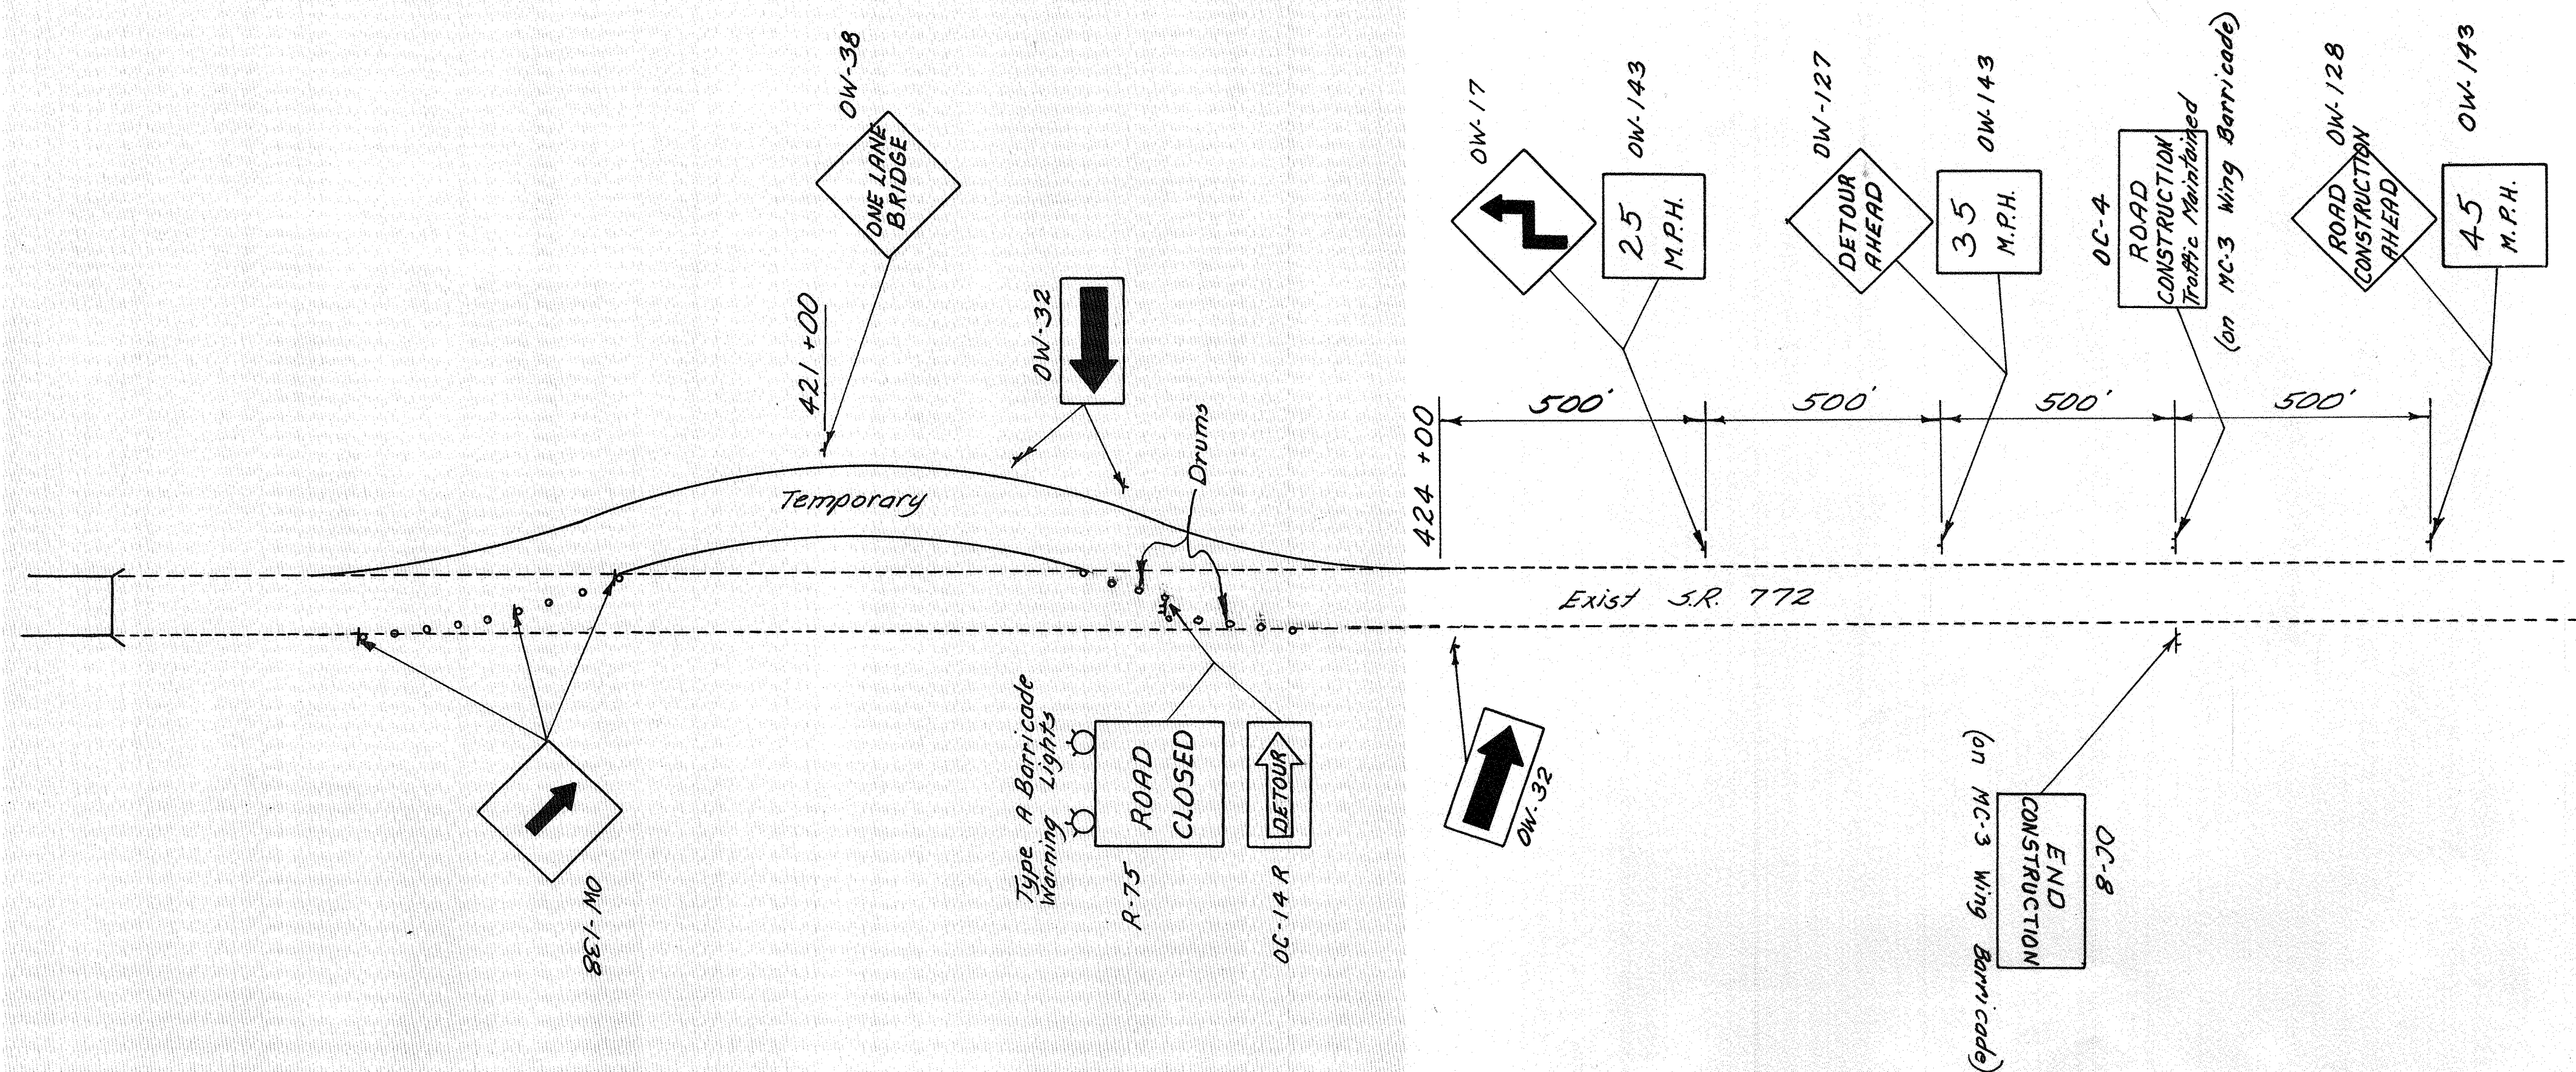 OW-38
ONE LANE
BRIDGE
421 +00
OW-32
Temporary
Drums
424 +00
OW-17
OW-143
25
M.P.H.
OW-127
DETOUR
AHEAD
OW-143
35
M.P.H.
OC-4
ROAD
CONSTRUCTION
Traffic Maintained
(on MC-3 Wing Barricade)
OW-128
ROAD
CONSTRUCTION
AHEAD
OW-143
45
M.P.H.
500'
500'
500'
500'
Exist S.R. 772
OW-138
Type A Barricade
Warning Lights
ROAD
CLOSED
R-75
DETOUR
OC-14 R
OW-32
(on MC-3 Wing Barricade)
END
CONSTRUCTION
OC-8